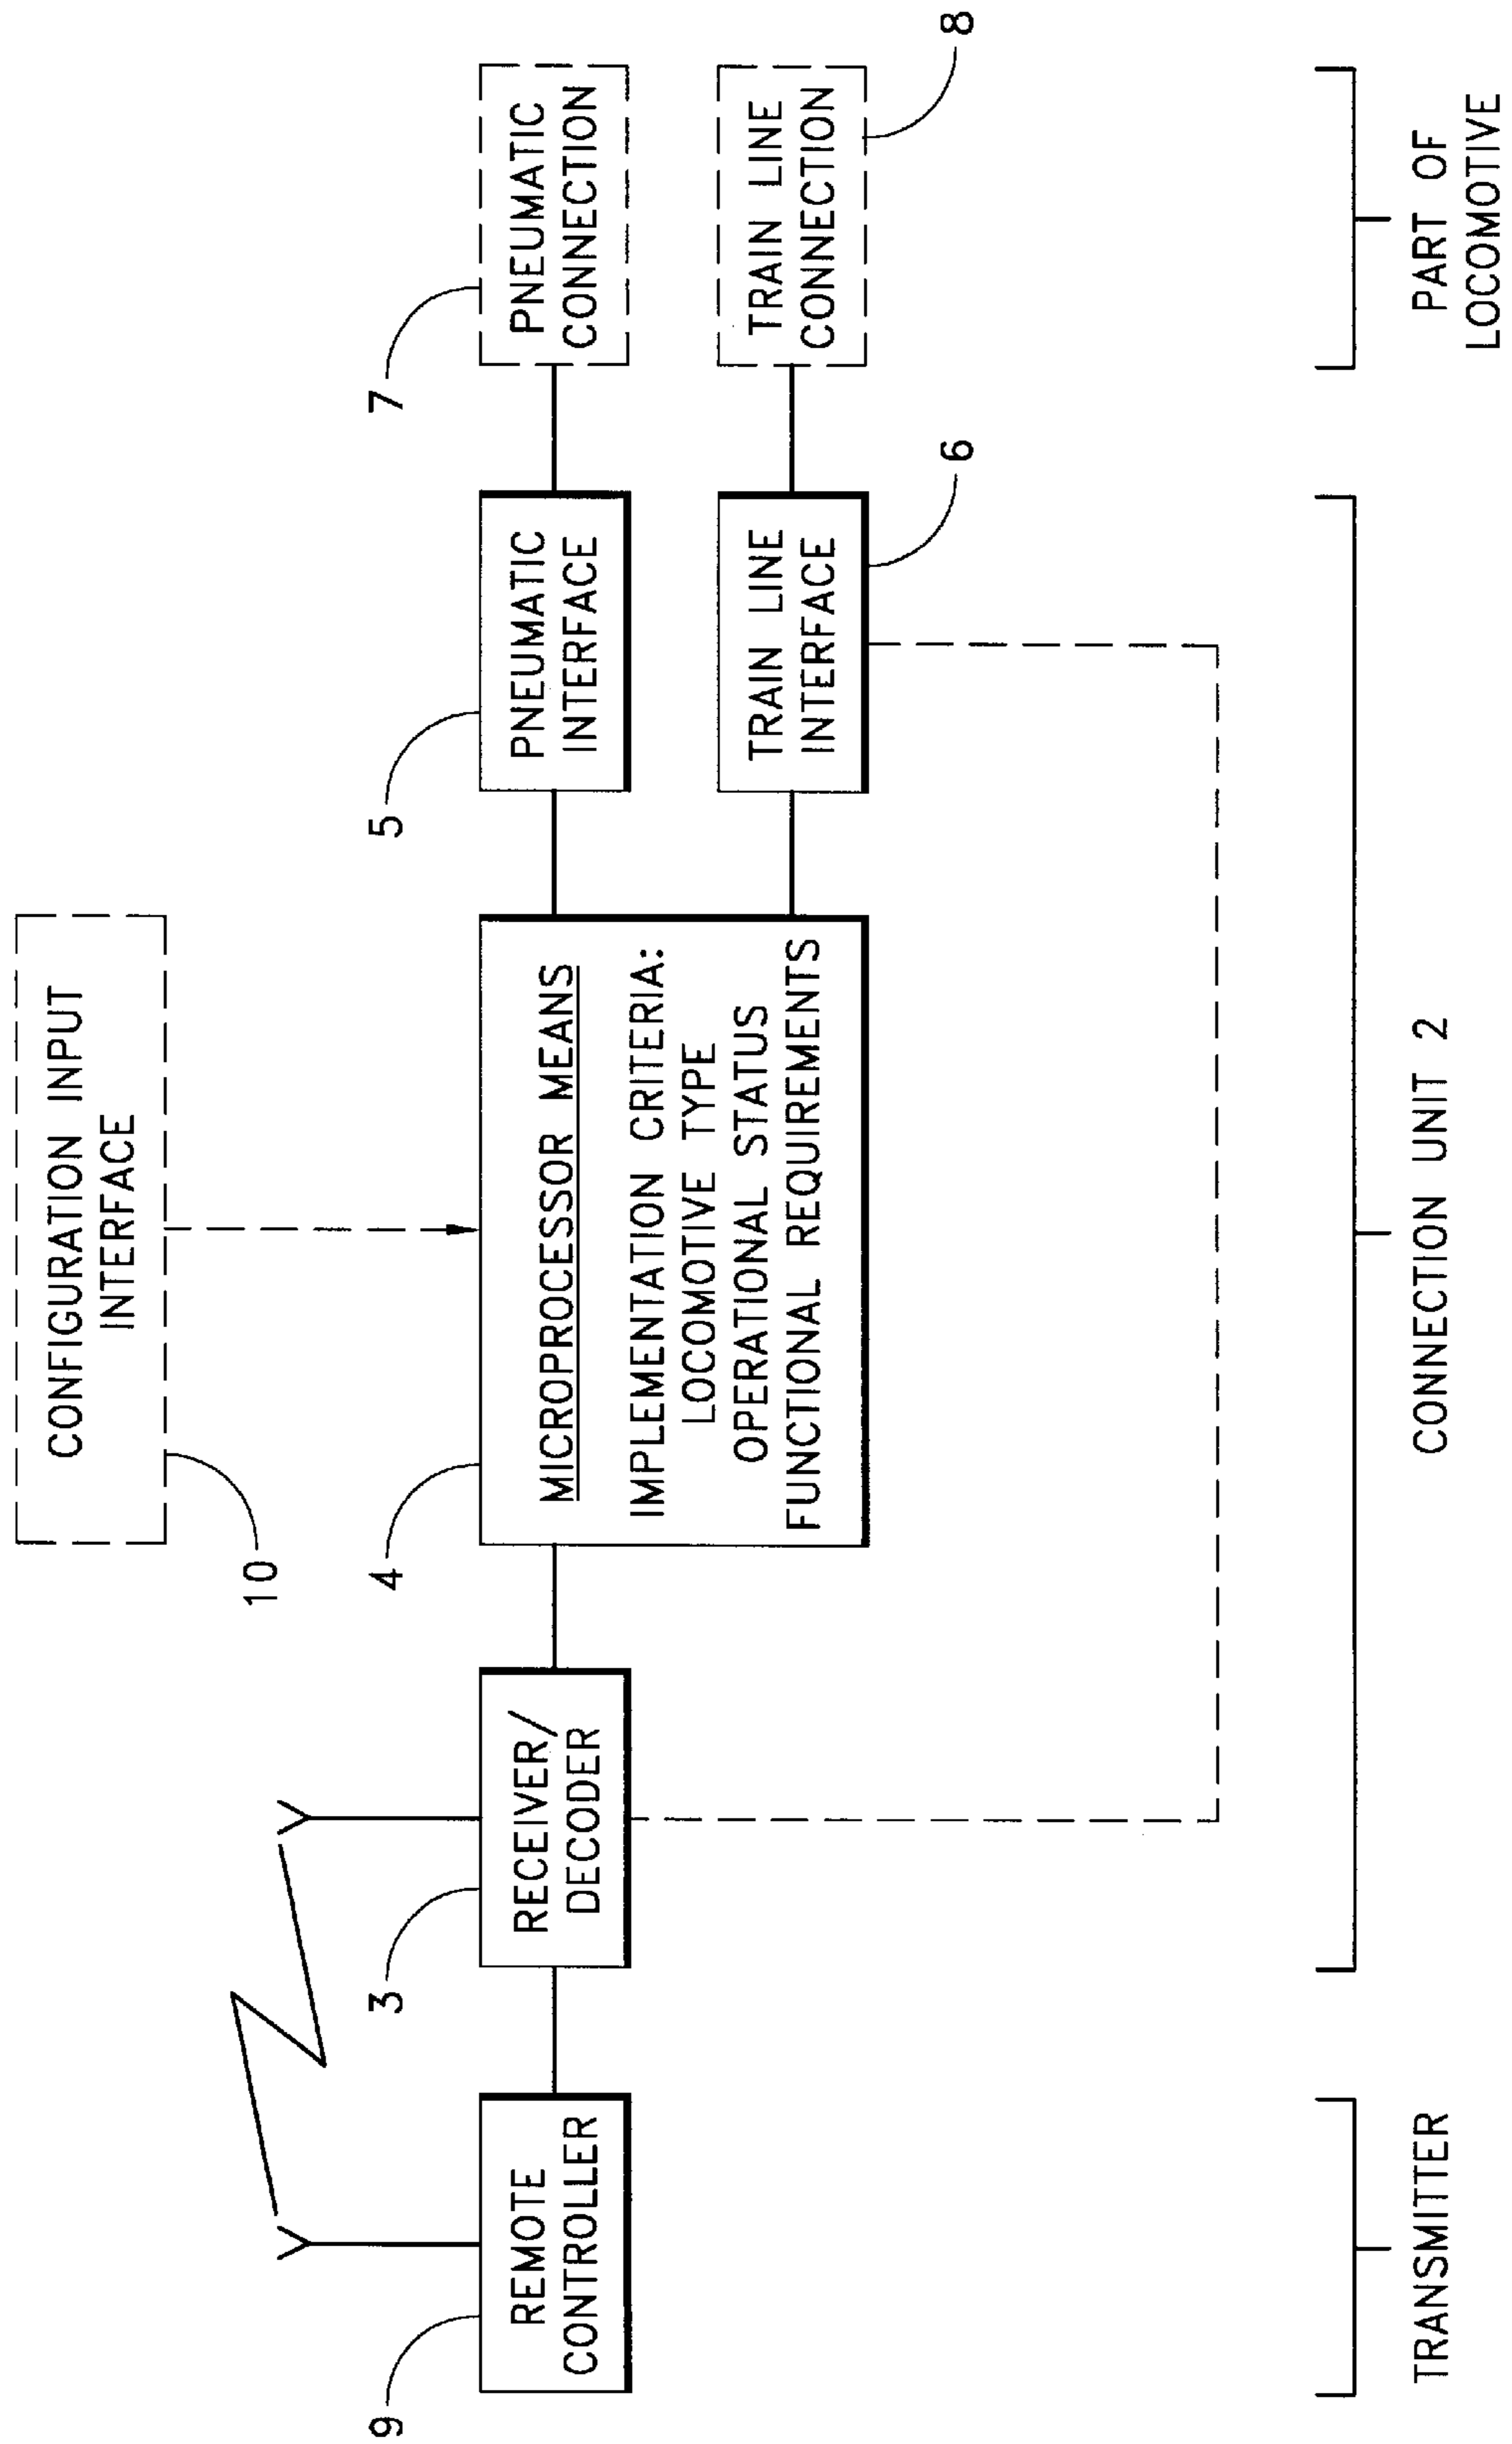 CONFIGURATION INPUT
INTERFACE
10
9
REMOTE
CONTROLLER
3
RECEIVER/
DECODER
4
MICROPROCESSOR MEANS
IMPLEMENTATION CRITERIA:
LOCOMOTIVE TYPE
OPERATIONAL STATUS
FUNCTIONAL REQUIREMENTS
5
PNEUMATIC
INTERFACE
7
PNEUMATIC
CONNECTION
TRAIN LINE
INTERFACE
6
TRAIN LINE
CONNECTION
8
TRANSMITTER
CONNECTION UNIT 2
PART OF
LOCOMOTIVE